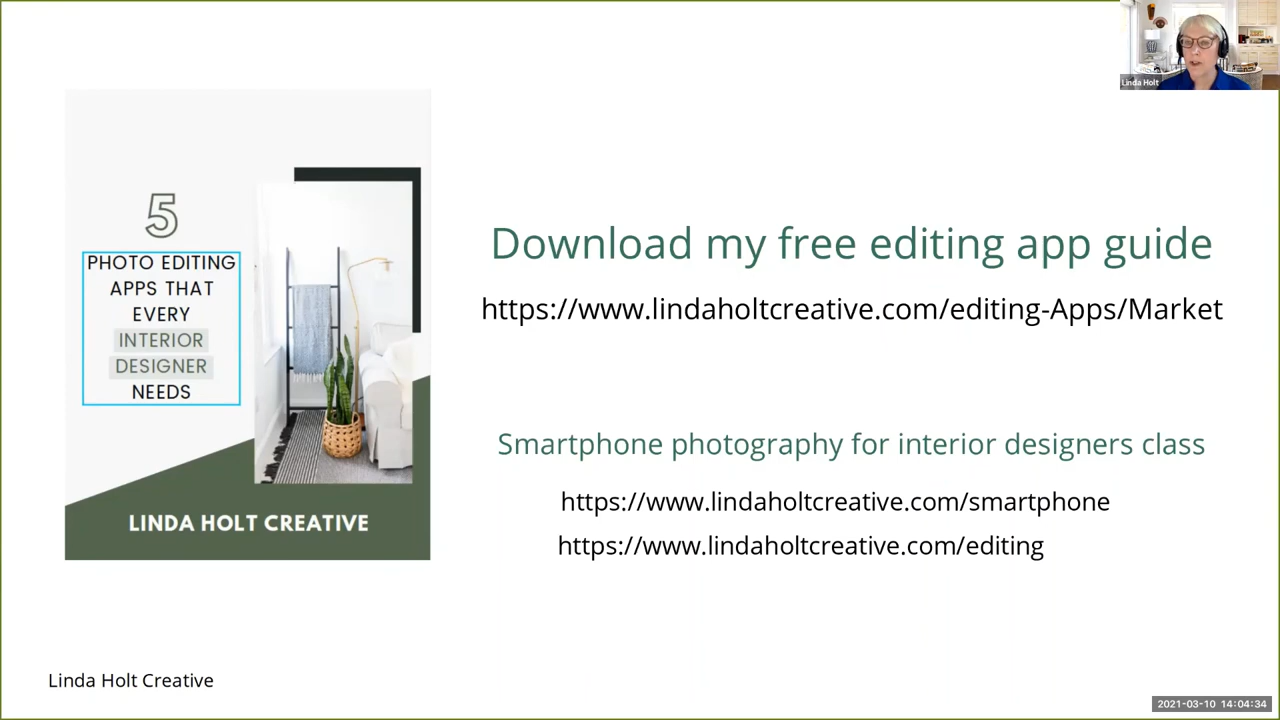 Linda Holt
5
PHOTO EDITING
APPS THAT
EVERY
INTERIOR
DESIGNER
NEEDS
LINDA HOLT CREATIVE
Download my free editing app guide
https://www.lindaholtcreative.com/editing-Apps/Market
Smartphone photography for interior designers class
https://www.lindaholtcreative.com/smartphone
https://www.lindaholtcreative.com/editing
Linda Holt Creative
2021-03-10 14:04:34